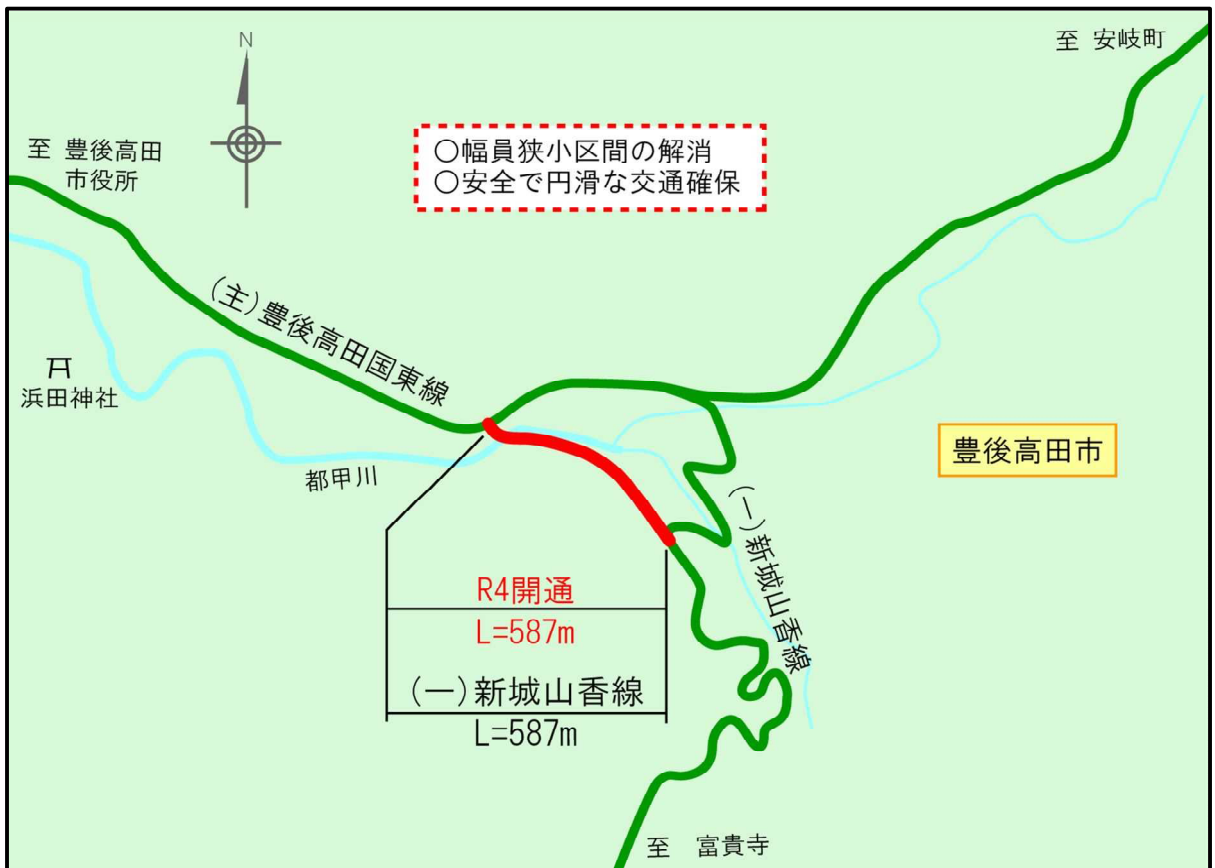 N
至 安岐町
至 豊後高田
市役所
○幅員狭小区間の解消
○安全で円滑な交通確保
(主)豊後高田国東線
浜田神社
都甲川
豊後高田市
(一)新城山香線
R4開通
L=587m
(一)新城山香線
L=587m
至 富貴寺